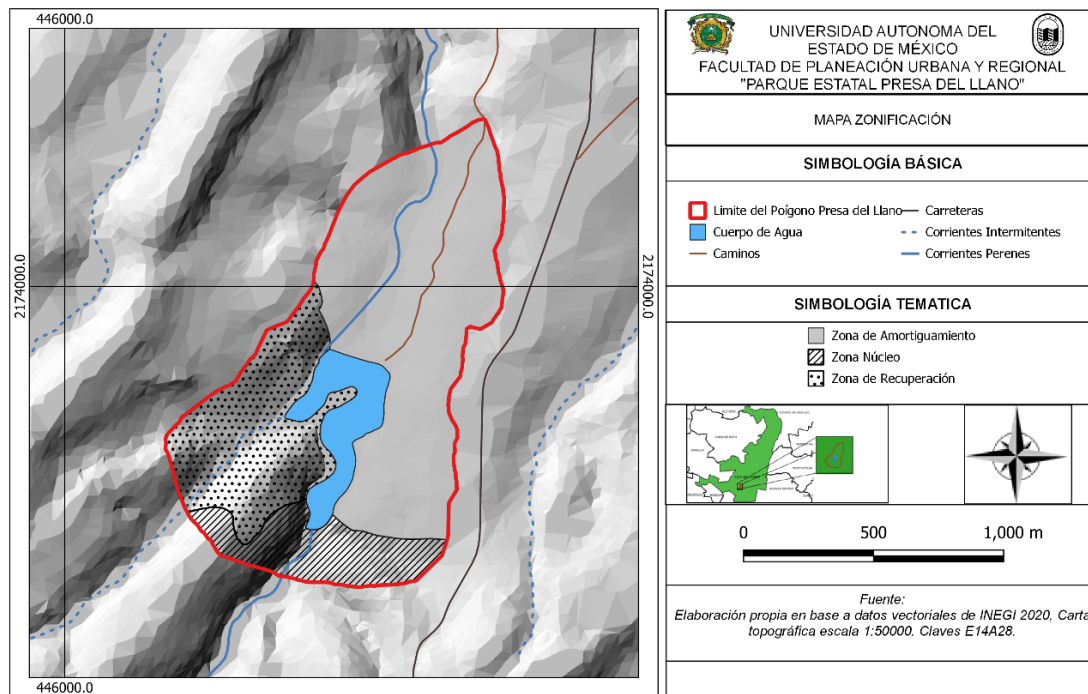 446000.0
2174000.0
2174000.0
446000.0
UNIVERSIDAD AUTONOMA DEL
ESTADO DE MÉXICO
FACULTAD DE PLANEACIÓN URBANA Y REGIONAL
"PARQUE ESTATAL PRESA DEL LLANO"
MAPA ZONIFICACIÓN
SIMBOLOGÍA BÁSICA
Limite del Poígono Presa del Llano
Carreteras
Cuerpo de Agua
Corrientes Intermitentes
Caminos
Corrientes Perenes
SIMBOLOGÍA TEMATICA
Zona de Amortiguamiento
Zona Núcleo
Zona de Recuperación
0 500 1,000 m
Fuente:
Elaboración propia en base a datos vectoriales de INEGI 2020, Carta
topográfica escala 1:50000. Claves E14A28.